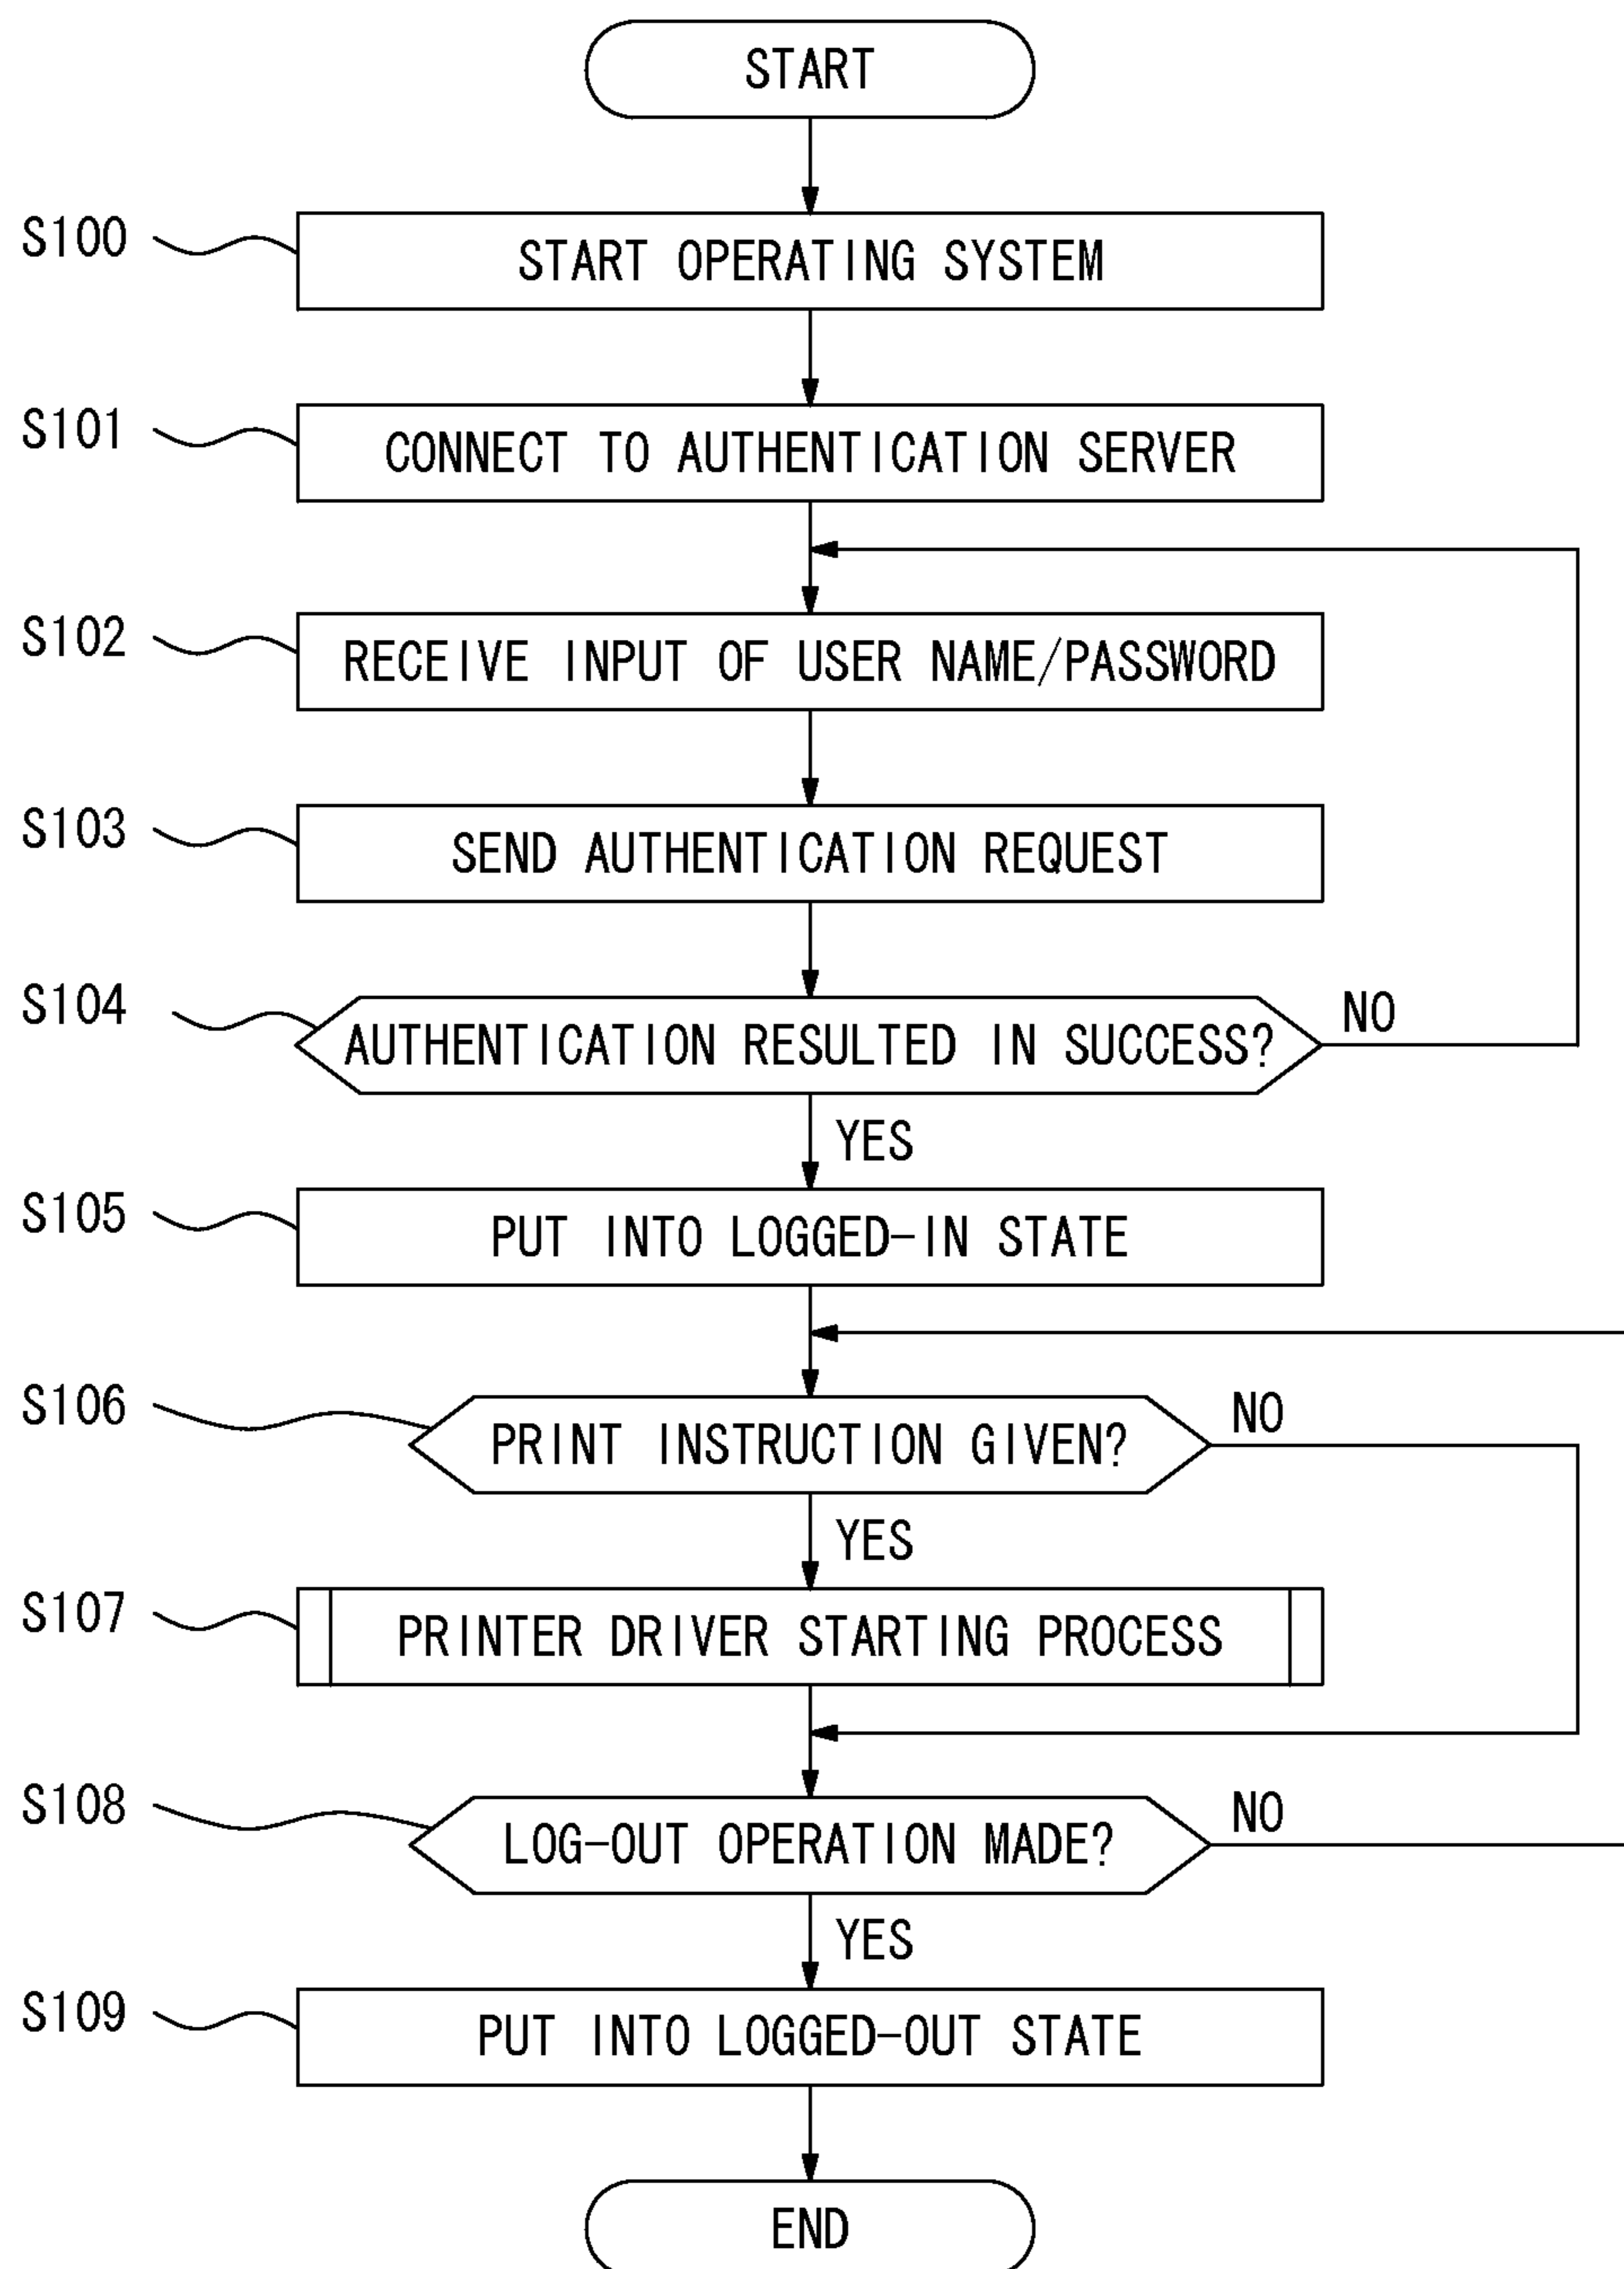 START
S100
START OPERATING SYSTEM
S101
CONNECT TO AUTHENTICATION SERVER
S102
RECEIVE INPUT OF USER NAME/PASSWORD
S103
SEND AUTHENTICATION REQUEST
S104
AUTHENTICATION RESULTED IN SUCCESS?
NO
YES
S105
PUT INTO LOGGED-IN STATE
S106
PRINT INSTRUCTION GIVEN?
NO
YES
S107
PRINTER DRIVER STARTING PROCESS
S108
LOG-OUT OPERATION MADE?
NO
YES
S109
PUT INTO LOGGED-OUT STATE
END